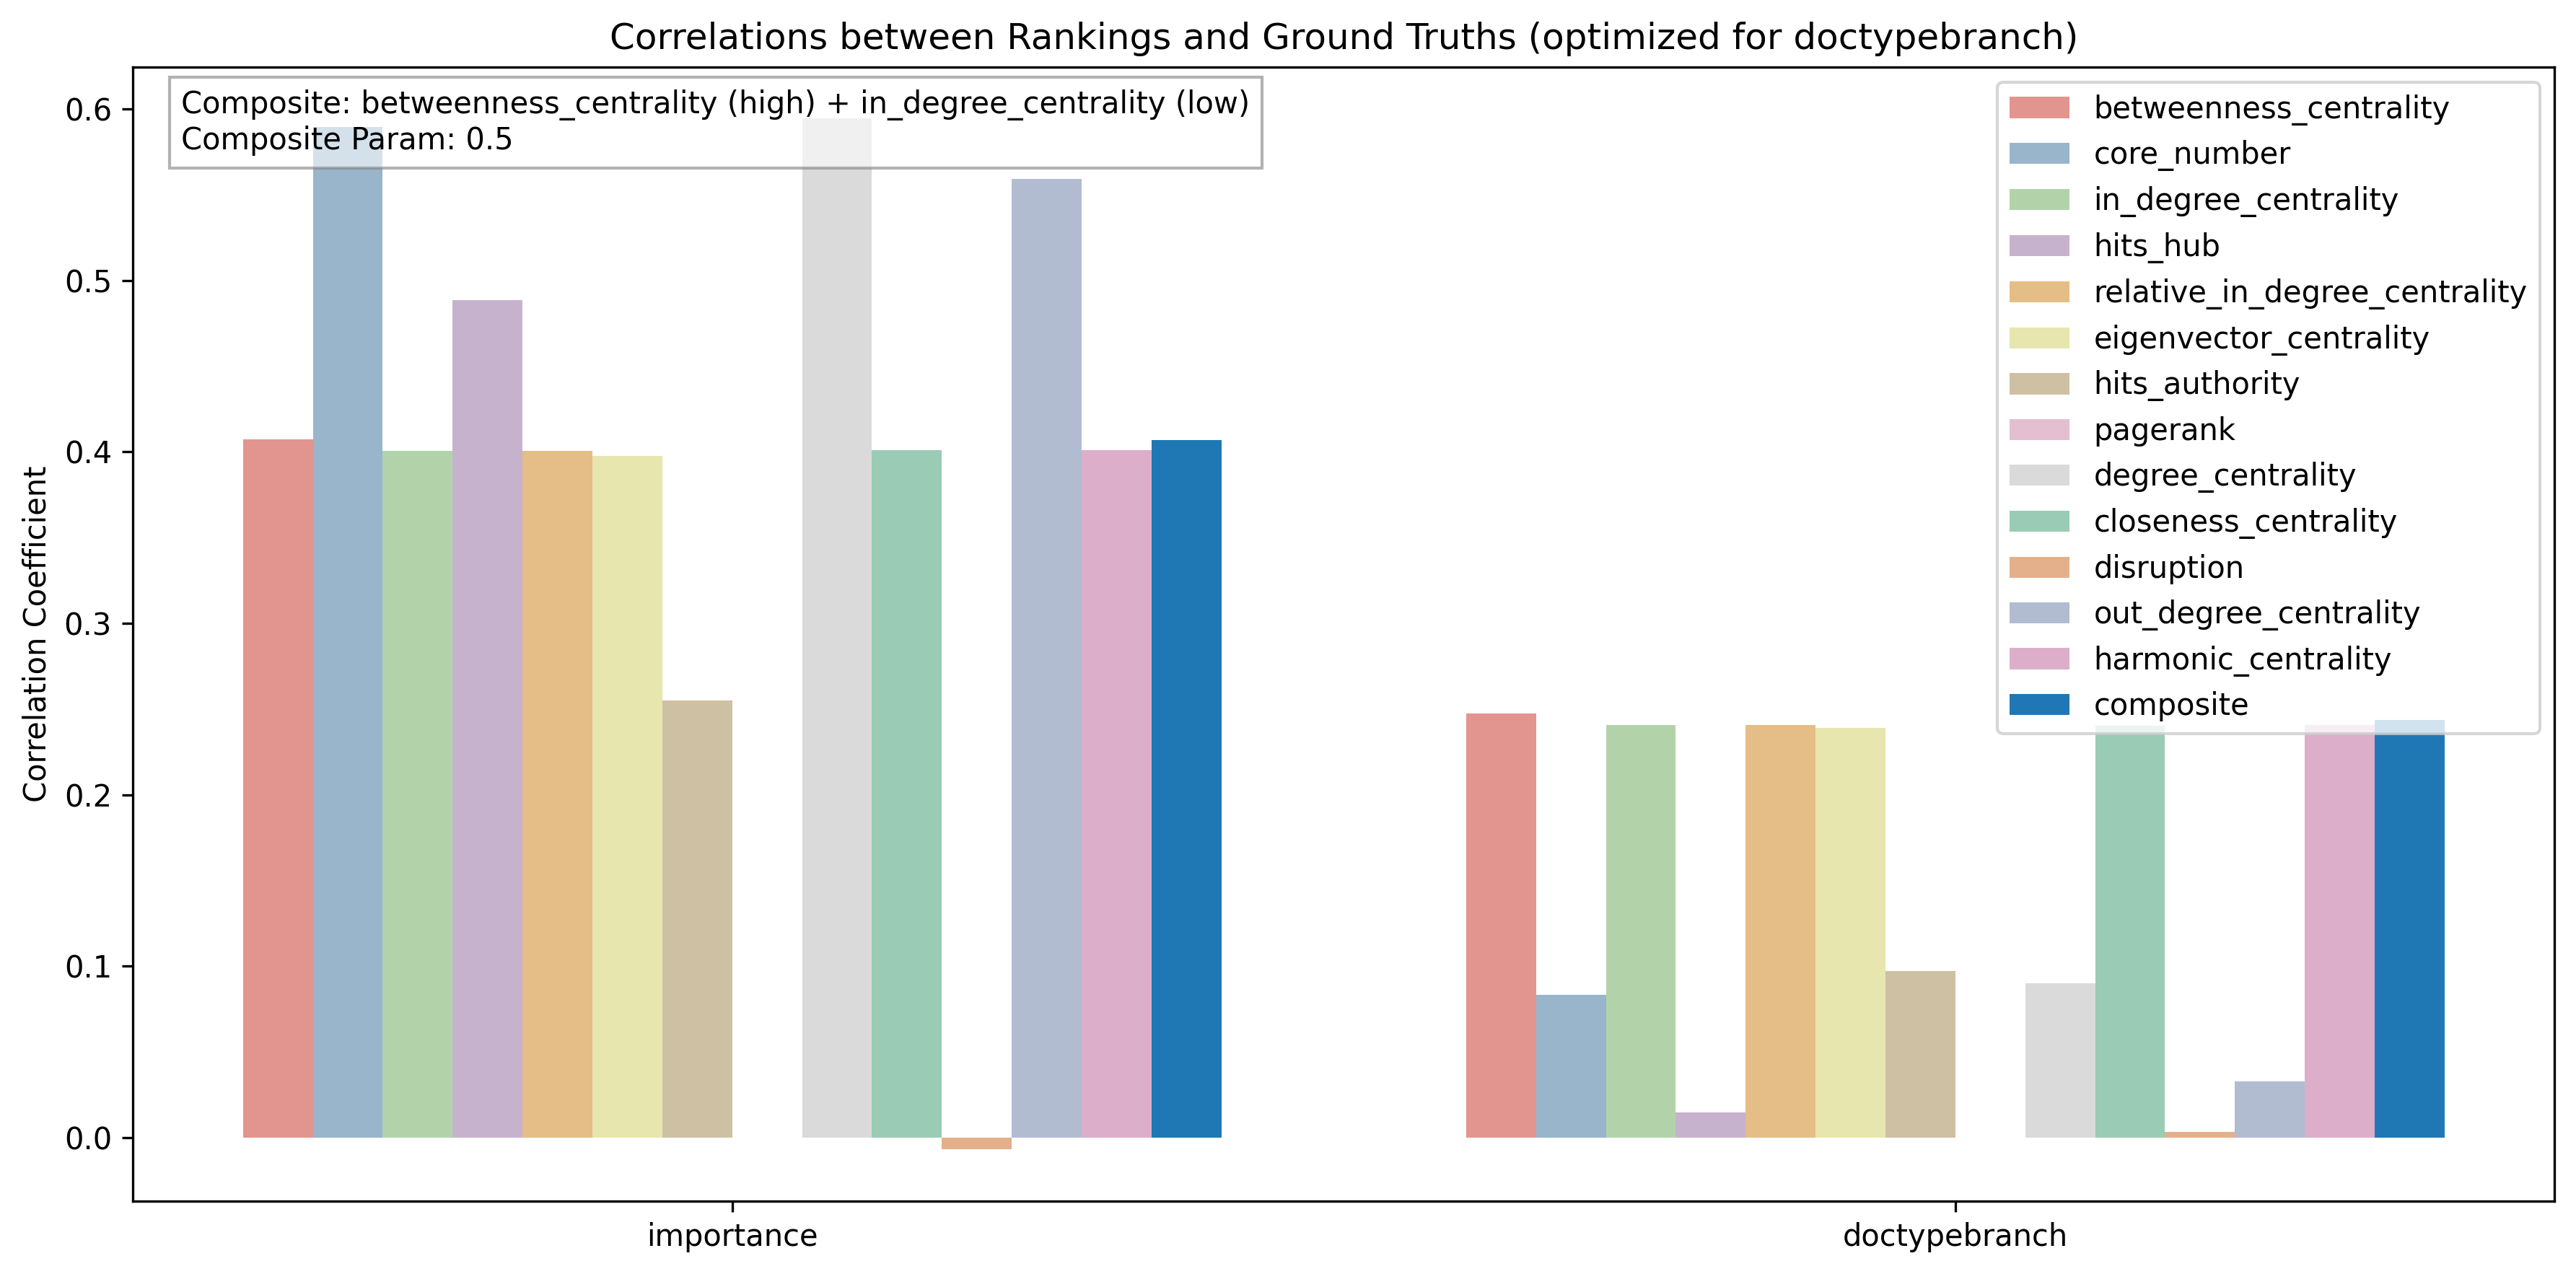 Correlations between Rankings and Ground Truths (optimized for doctypebranch)
Composite: betweenness_centrality (high) + in_degree_centrality (low)
Composite Param: 0.5
betweenness_centrality
core_number
in_degree_centrality
hits_hub
relative_in_degree_centrality
eigenvector_centrality
hits_authority
pagerank
degree_centrality
closeness_centrality
disruption
out_degree_centrality
harmonic_centrality
composite
Correlation Coefficient
0.6
0.5
0.4
0.3
0.2
0.1
0.0
importance
doctypebranch